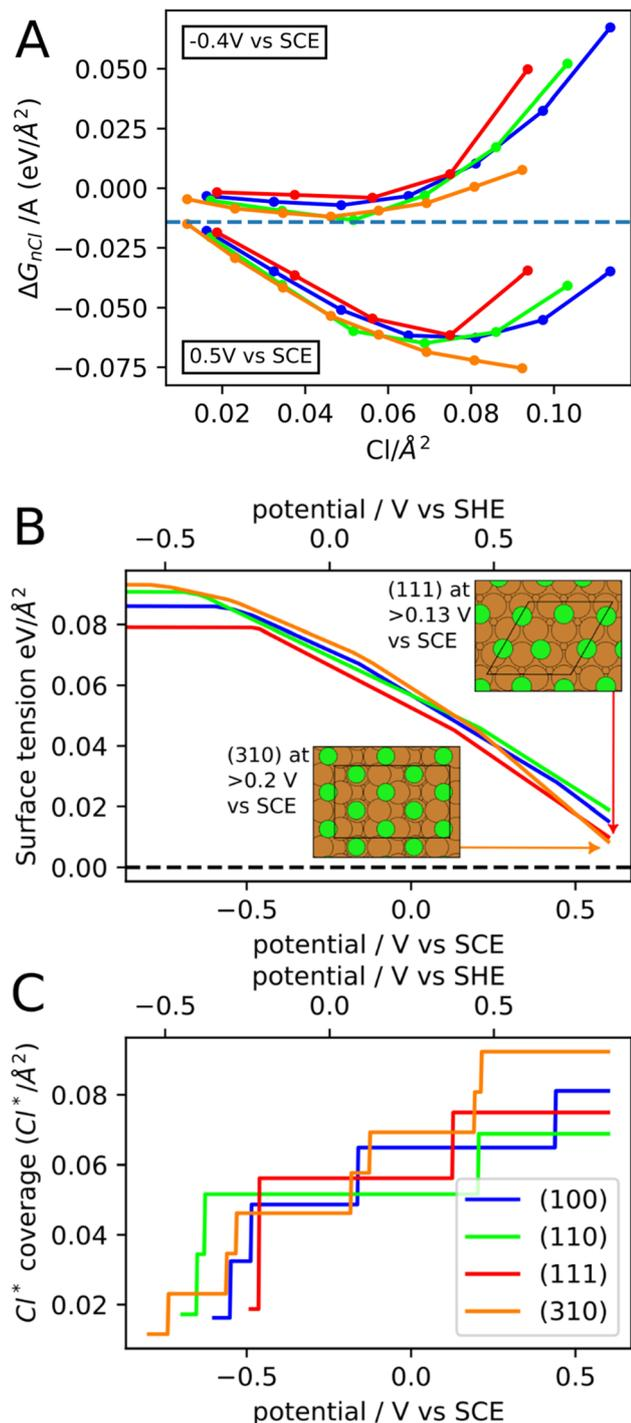 A
-0.4V vs SCE
0.050
0.025
0.000
−0.025
−0.050
−0.075
ΔG_{nCl} /A (eV/Å²)
0.5V vs SCE
0.02 0.04 0.06 0.08 0.10
Cl/Å²
B
potential / V vs SHE
−0.5 0.0 0.5
0.08
0.06
0.04
0.02
0.00
Surface tension eV/Å²
(111) at
>0.13 V
vs SCE
(310) at
>0.2 V
vs SCE
−0.5 0.0 0.5
potential / V vs SCE
C
potential / V vs SHE
−0.5 0.0 0.5
0.08
0.06
0.04
0.02
Cl* coverage (Cl*/Å²)
(100)
(110)
(111)
(310)
−0.5 0.0 0.5
potential / V vs SCE